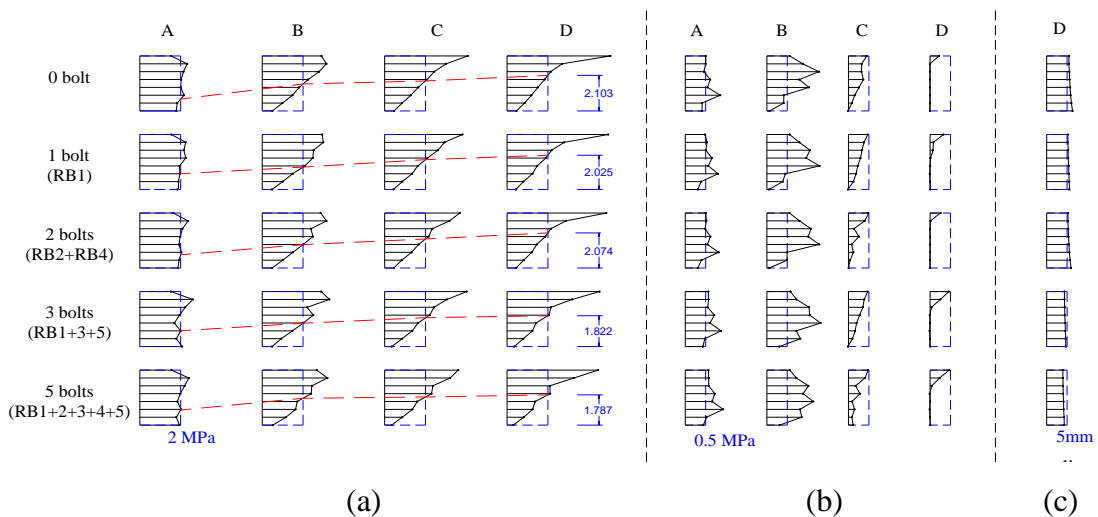 A B C D A B C D D
0 bolt
2.103
1 bolt
(RB1)
2.025
2 bolts
(RB2+RB4)
2.074
3 bolts
(RB1+3+5)
1.822
5 bolts
(RB1+2+3+4+5)
1.787
2 MPa 0.5 MPa 5mm
(a) (b) (c)